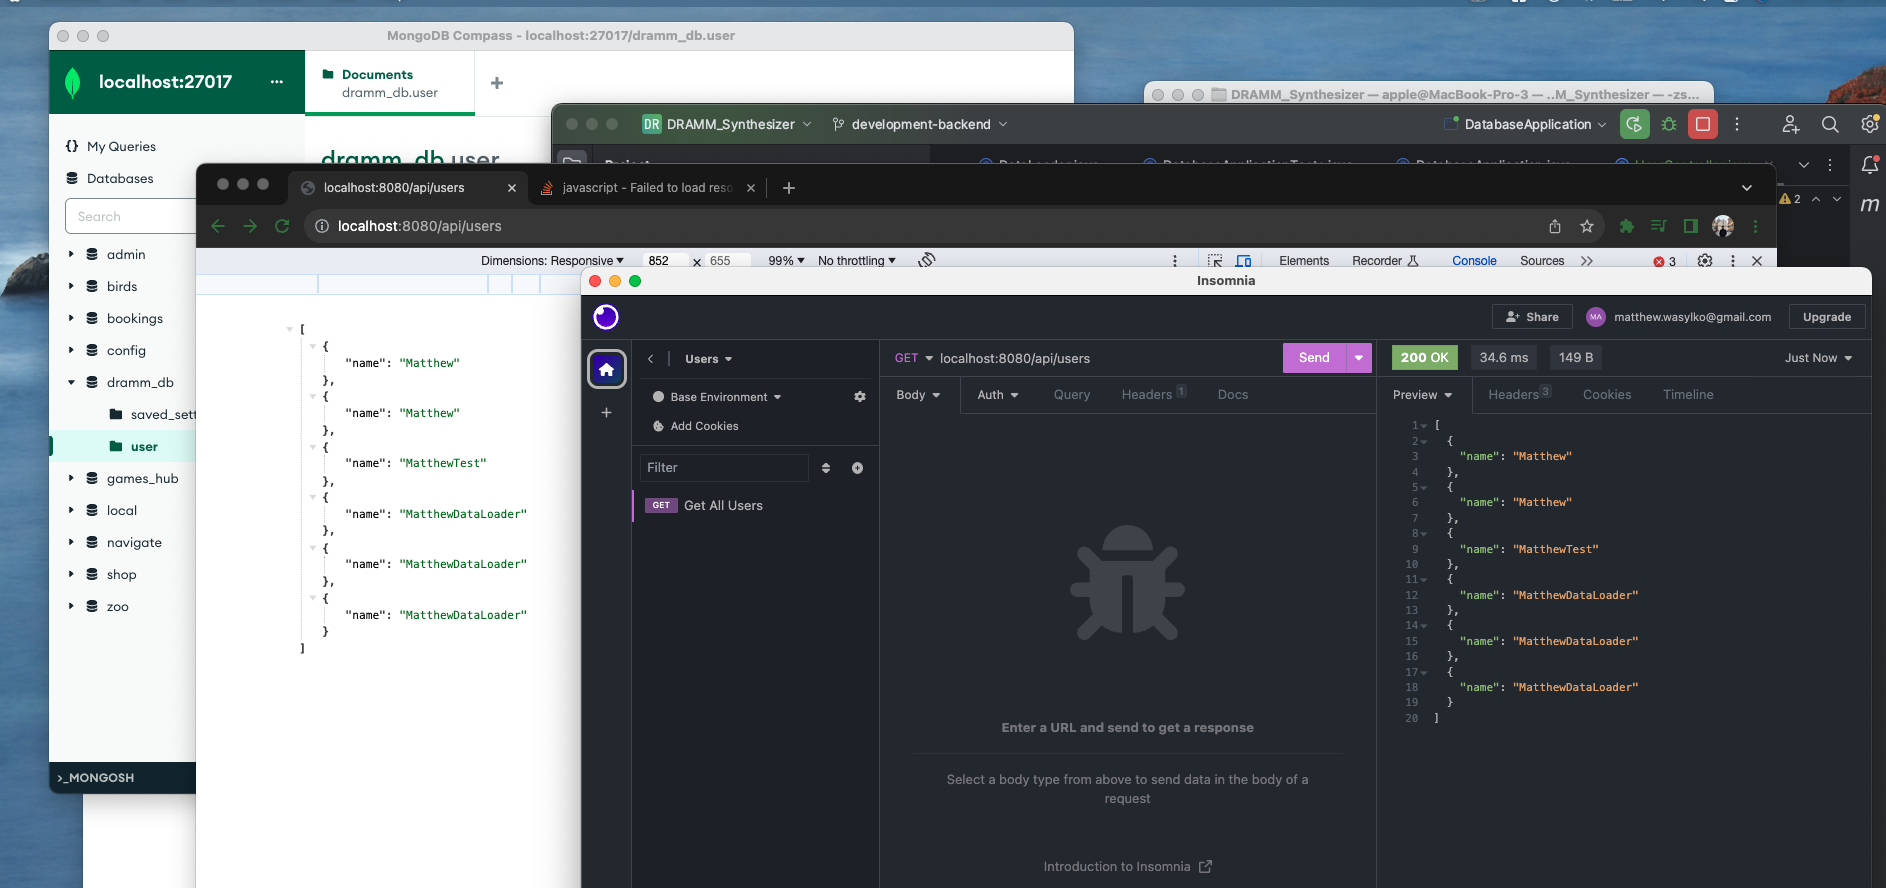 MongoDB Compass - localhost:27017/dramm_db.user
localhost:27017
...
Documents
dramm_db.user
+
{} My Queries
Databases
Search
admin
birds
bookings
config
dramm_db
saved_sett
user
games_hub
local
navigate
shop
zoo
>_MONGOSH
dramm_db.user
DRAMM_Synthesizer — apple@MacBook-Pro-3 — ..M_Synthesizer — -zs...
DR DRAMM_Synthesizer
development-backend
DatabaseApplication
Project
2
m
localhost:8080/api/users
javascript - Failed to load reso
localhost:8080/api/users
Dimensions: Responsive
852 x 655
99%
No throttling
Elements
Recorder
Console
Sources
3
[
{
"name": "Matthew"
},
{
"name": "Matthew"
},
{
"name": "MatthewTest"
},
{
"name": "MatthewDataLoader"
},
{
"name": "MatthewDataLoader"
},
{
"name": "MatthewDataLoader"
}
]
Insomnia
Share
MA matthew.wasylko@gmail.com
Upgrade
Users
Base Environment
Add Cookies
Filter
GET Get All Users
GET localhost:8080/api/users
Send
Body
Auth
Query
Headers 1
Docs
Enter a URL and send to get a response
Select a body type from above to send data in the body of a
request
Introduction to Insomnia
200 OK
34.6 ms
149 B
Just Now
Preview
Headers 3
Cookies
Timeline
1 [
2 {
3 "name": "Matthew"
4 },
5 {
6 "name": "Matthew"
7 },
8 {
9 "name": "MatthewTest"
10 },
11 {
12 "name": "MatthewDataLoader"
13 },
14 {
15 "name": "MatthewDataLoader"
16 },
17 {
18 "name": "MatthewDataLoader"
19 }
20 ]